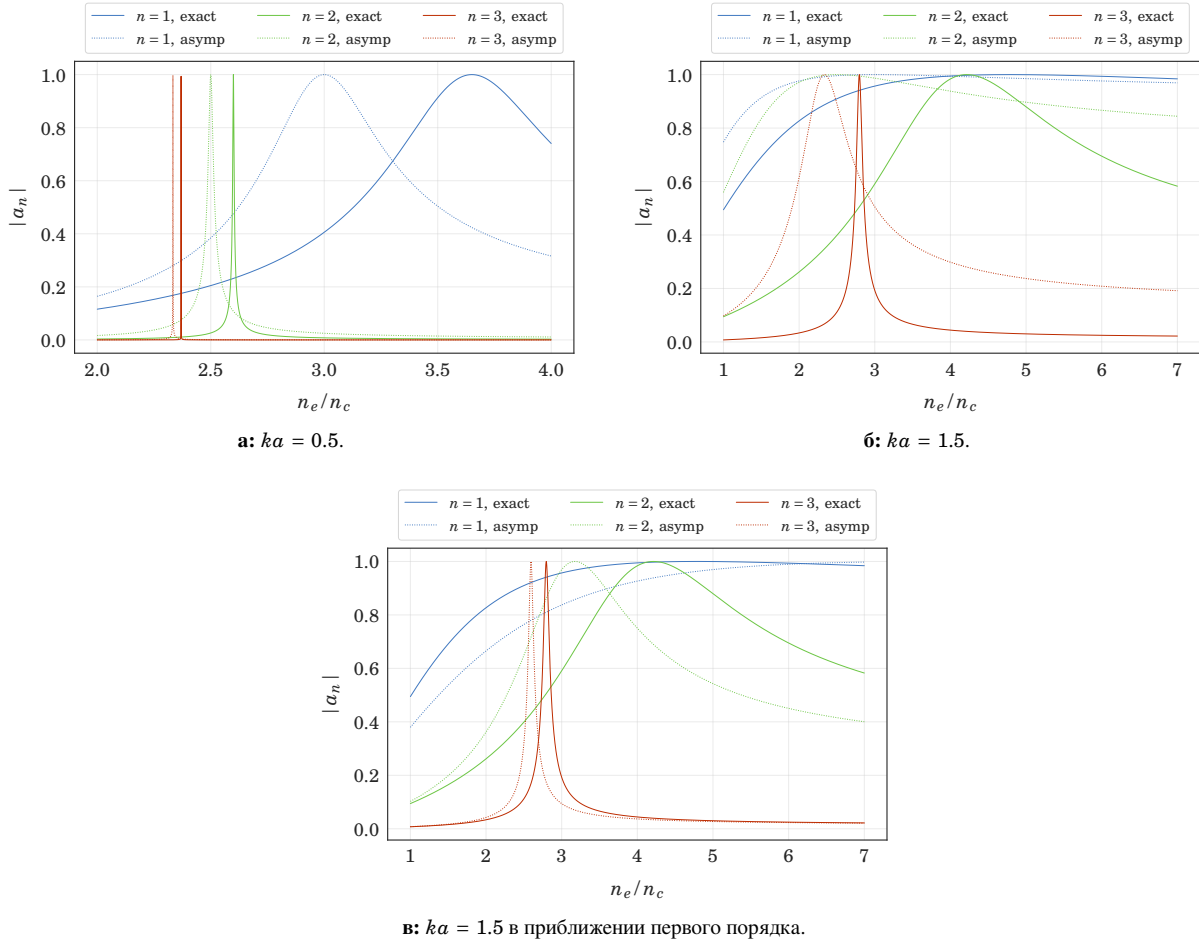 n = 1, exact n = 2, exact n = 3, exact
n = 1, asymp n = 2, asymp n = 3, asymp
1.0
0.8
0.6
0.4
0.2
0.0
|a_n|
2.0 2.5 3.0 3.5 4.0
n_e/n_c
а: ka = 0.5.
n = 1, exact n = 2, exact n = 3, exact
n = 1, asymp n = 2, asymp n = 3, asymp
1.0
0.8
0.6
0.4
0.2
0.0
|a_n|
1 2 3 4 5 6 7
n_e/n_c
б: ka = 1.5.
n = 1, exact n = 2, exact n = 3, exact
n = 1, asymp n = 2, asymp n = 3, asymp
1.0
0.8
0.6
0.4
0.2
0.0
|a_n|
1 2 3 4 5 6 7
n_e/n_c
в: ka = 1.5 в приближении первого порядка.